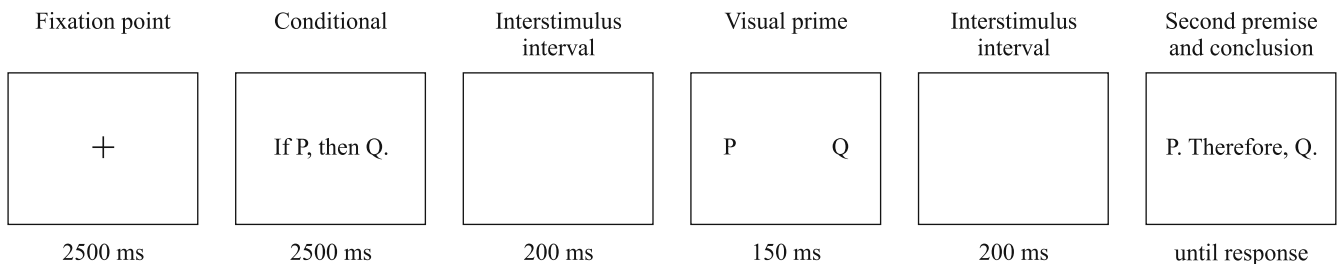 Fixation point
Conditional
Interstimulus
interval
Visual prime
Interstimulus
interval
Second premise
and conclusion
+
If P, then Q.
P Q
P. Therefore, Q.
2500 ms
2500 ms
200 ms
150 ms
200 ms
until response